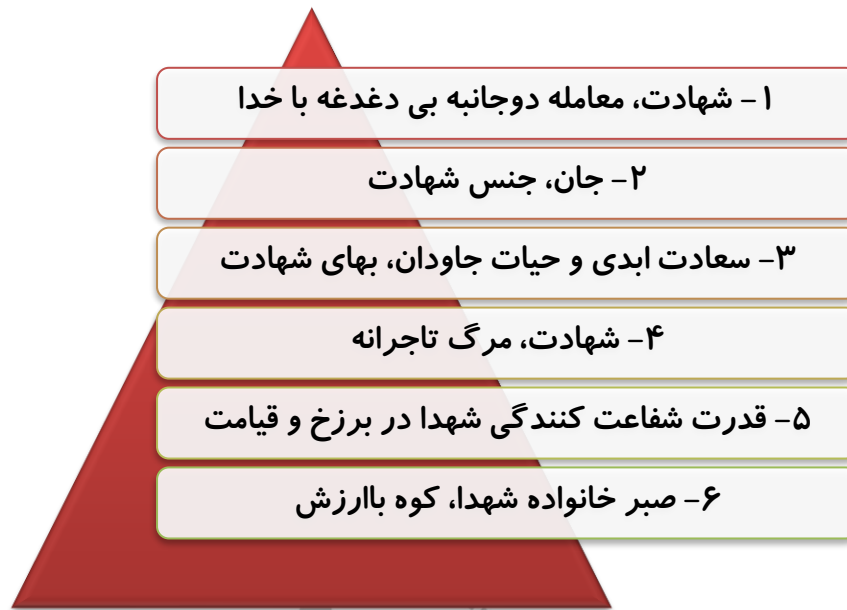 ۱- شهادت، معامله دوجانبه بی دغدغه با خدا
۲- جان، جنس شهادت
۳- سعادت ابدی و حیات جاودان، بهای شهادت
۴- شهادت، مرگ تاجرانه
۵- قدرت شفاعت کنندگی شهدا در برزخ و قیامت
۶- صبر خانواده شهدا، کوه باارزش